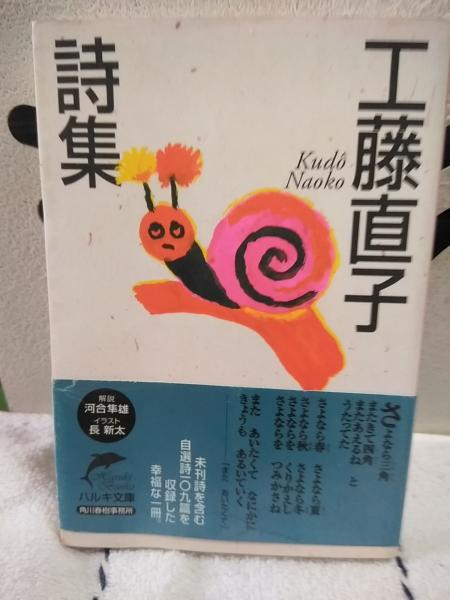 工藤直子
詩集
Kudô
Naoko
さよなら三角
またきて四角
またあえるね　と
うたってた
さよなら春　さよなら夏
さよなら秋　さよなら冬
さよならを　くりかえし
さよならを　つみかさね
また　あいたくて　なにかに
きょうも　あるいていく
未刊詩を含む
自選詩一〇九篇を
収録した
幸福な一冊
解説
河合隼雄
イラスト
長 新太
Haruki
Bunko
ハルキ文庫
角川春樹事務所